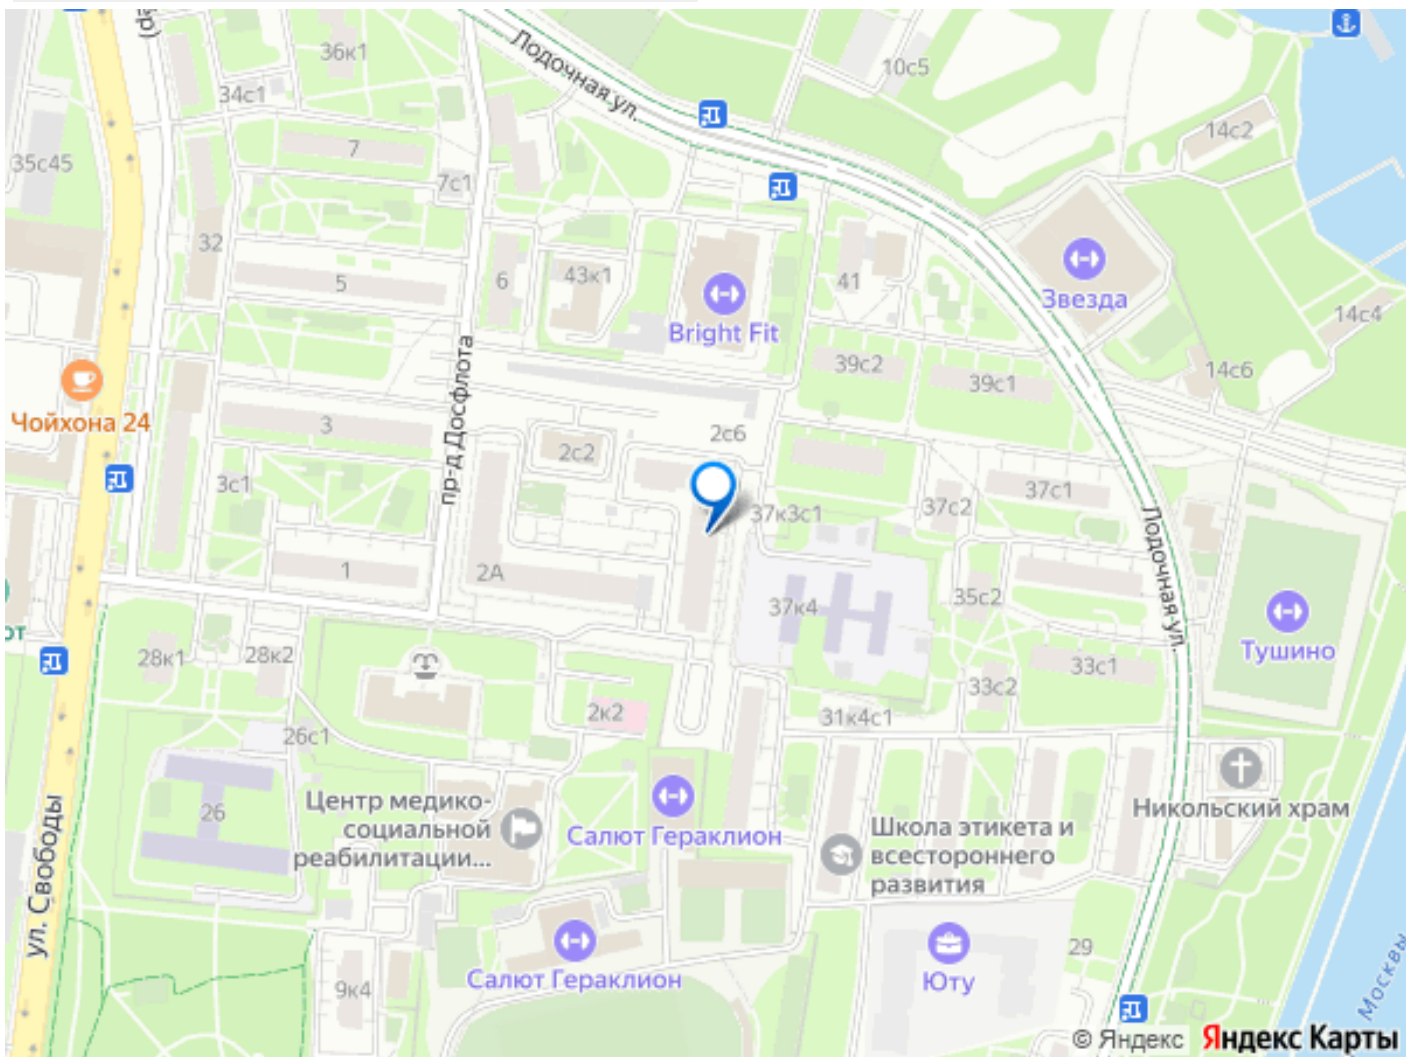 36к1
Лодочная ул.
10с5
34с1
14с2
35с45
7
7с1
32
5
6
43к1
41
Bright Fit
Звезда
14с4
39с2
39с1
14с6
Чойхона 24
3
пр-д Досфлота
2с6
2с2
3с1
37с1
37с2
37к3с1
Лодочная ул.
1
2А
37к4
35с2
Тушино
28к1
28к2
33с1
33с2
2к2
31к4с1
26с1
26
Центр медико-
социальной
реабилитации...
Салют Гераклион
Школа этикета и
всестороннего
развития
Никольский храм
ул. Свободы
Салют Гераклион
Юту
29
9к4
Москвы
© Яндекс Яндекс Карты